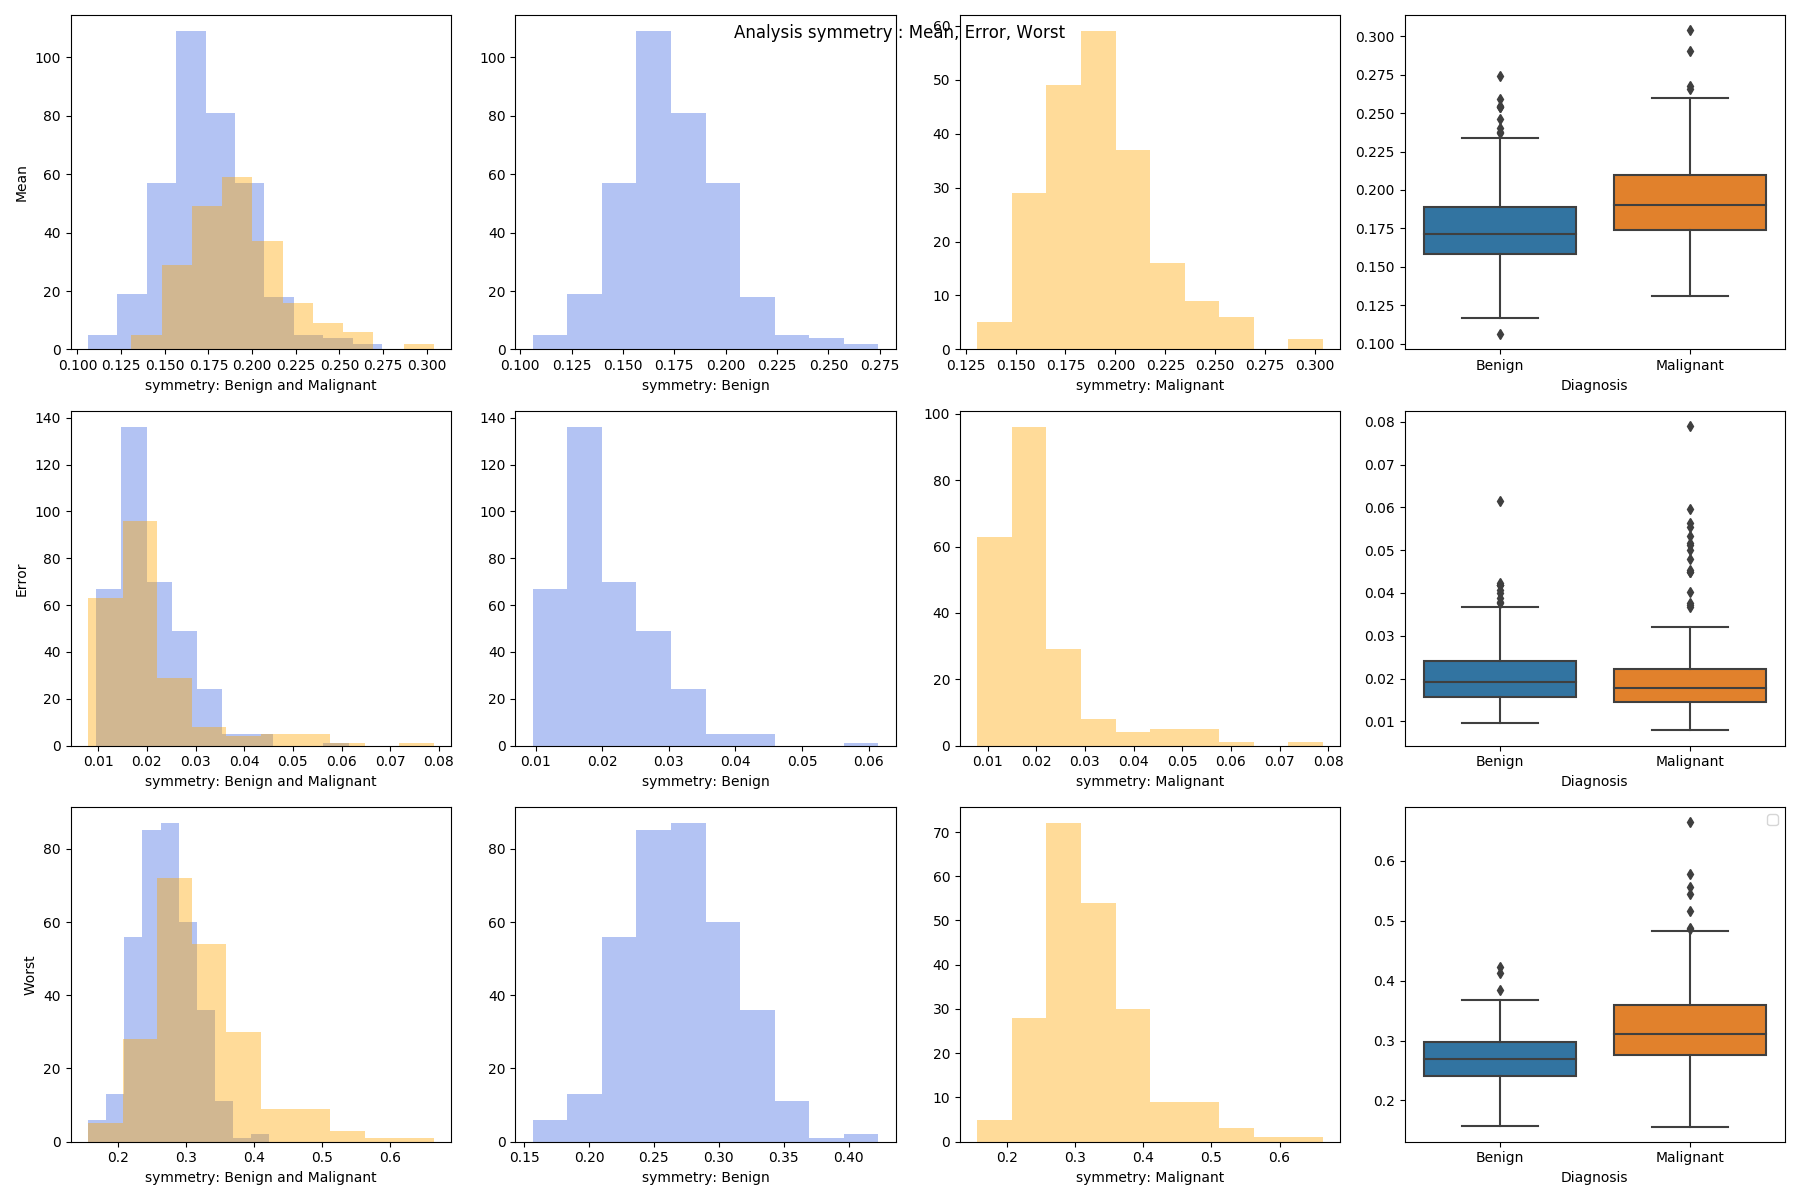 Analysis symmetry : Mean, Error, Worst
Mean
100
80
60
40
20
0
0.100 0.125 0.150 0.175 0.200 0.225 0.250 0.275 0.300
symmetry: Benign and Malignant
100
80
60
40
20
0
0.100 0.125 0.150 0.175 0.200 0.225 0.250 0.275
symmetry: Benign
60
50
40
30
20
10
0
0.125 0.150 0.175 0.200 0.225 0.250 0.275 0.300
symmetry: Malignant
0.300
0.275
0.250
0.225
0.200
0.175
0.150
0.125
0.100
Benign Malignant
Diagnosis
Error
140
120
100
80
60
40
20
0
0.01 0.02 0.03 0.04 0.05 0.06 0.07 0.08
symmetry: Benign and Malignant
140
120
100
80
60
40
20
0
0.01 0.02 0.03 0.04 0.05 0.06
symmetry: Benign
100
80
60
40
20
0
0.01 0.02 0.03 0.04 0.05 0.06 0.07 0.08
symmetry: Malignant
0.08
0.07
0.06
0.05
0.04
0.03
0.02
0.01
Benign Malignant
Diagnosis
Worst
80
60
40
20
0
0.2 0.3 0.4 0.5 0.6
symmetry: Benign and Malignant
80
60
40
20
0
0.15 0.20 0.25 0.30 0.35 0.40
symmetry: Benign
70
60
50
40
30
20
10
0
0.2 0.3 0.4 0.5 0.6
symmetry: Malignant
0.6
0.5
0.4
0.3
0.2
Benign Malignant
Diagnosis